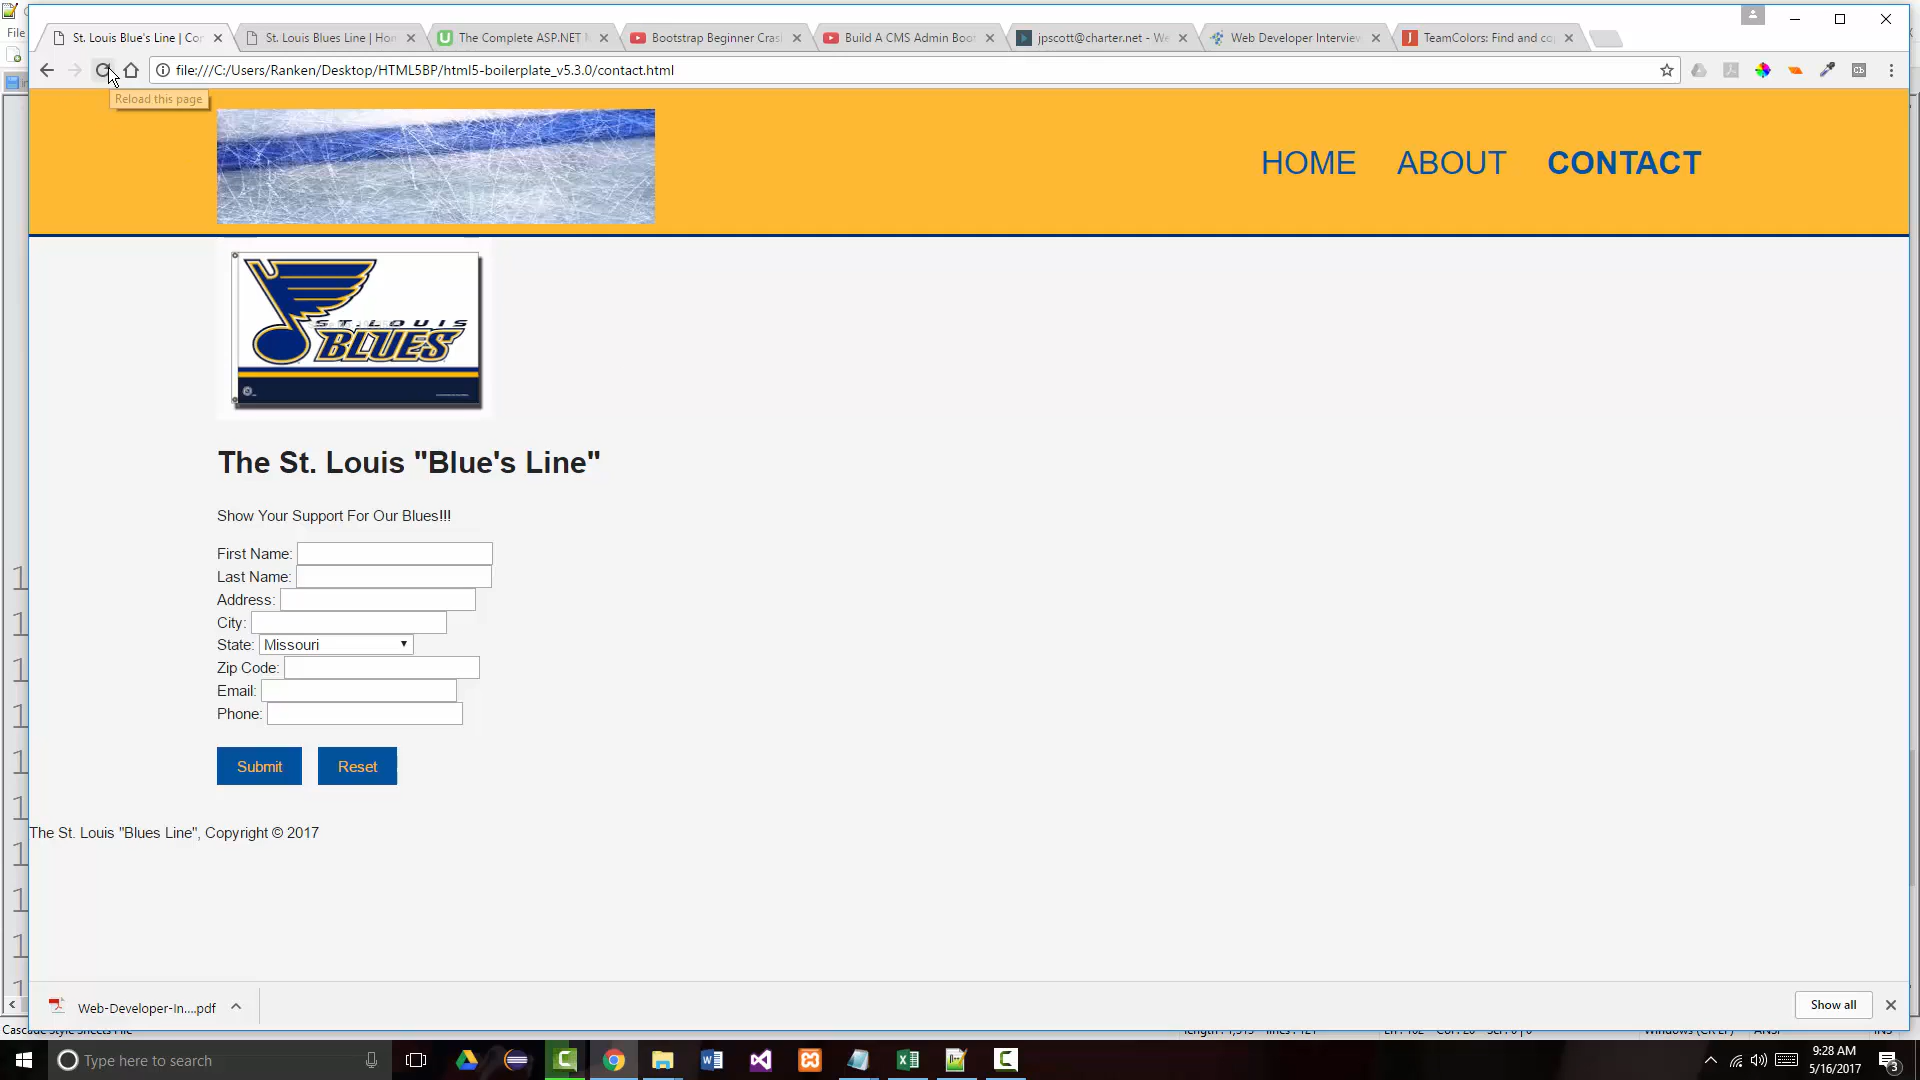 St. Louis Blue's Line | Cor
St. Louis Blues Line | Hom
The Complete ASP.NET M
Bootstrap Beginner Cras
Build A CMS Admin Boot
jpscott@charter.net - We
Web Developer Interview
TeamColors: Find and co
File
file:///C:/Users/Ranken/Desktop/HTML5BP/html5-boilerplate_v5.3.0/contact.html
Reload this page
HOME ABOUT CONTACT
ST. LOUIS
BLUES
The St. Louis "Blue's Line"
Show Your Support For Our Blues!!!
First Name:
Last Name:
Address:
City:
State: Missouri
Zip Code:
Email:
Phone:
Submit Reset
The St. Louis "Blues Line", Copyright © 2017
Web-Developer-In....pdf
Show all
Type here to search
9:28 AM
5/16/2017
3